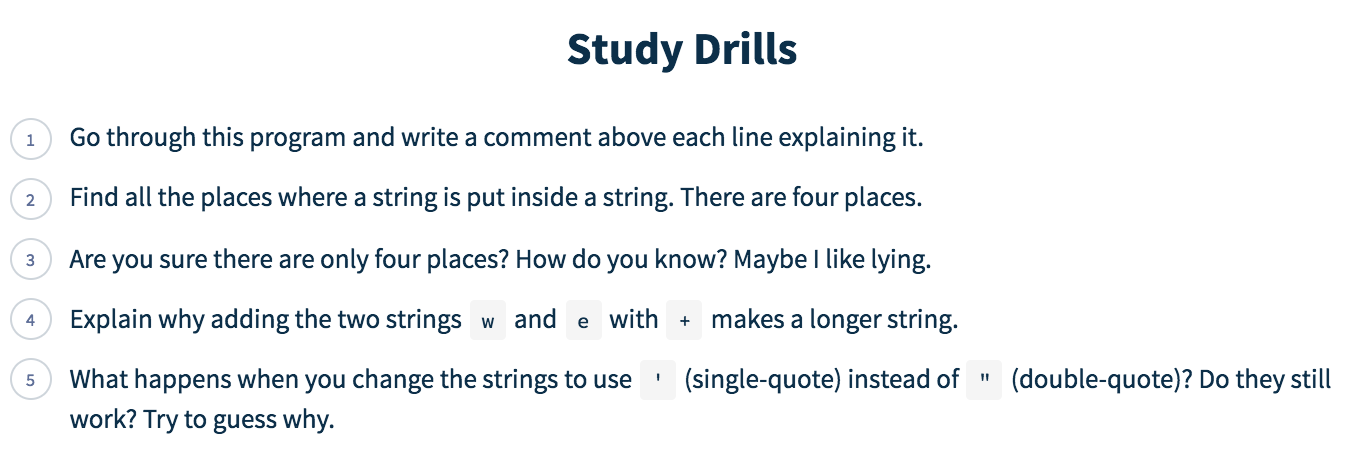 Study Drills
1 Go through this program and write a comment above each line explaining it.
2 Find all the places where a string is put inside a string. There are four places.
3 Are you sure there are only four places? How do you know? Maybe I like lying.
4 Explain why adding the two strings w and e with + makes a longer string.
5 What happens when you change the strings to use ' (single-quote) instead of " (double-quote)? Do they still
work? Try to guess why.